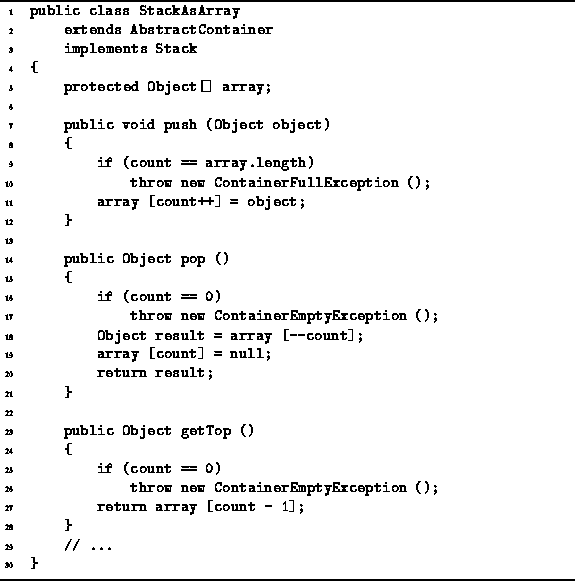 1 public class StackAsArray
2 extends AbstractContainer
3 implements Stack
4 {
5 protected Object[] array;
6
7 public void push (Object object)
8 {
9 if (count == array.length)
10 throw new ContainerFullException ();
11 array [count++] = object;
12 }
13
14 public Object pop ()
15 {
16 if (count == 0)
17 throw new ContainerEmptyException ();
18 Object result = array [--count];
19 array [count] = null;
20 return result;
21 }
22
23 public Object getTop ()
24 {
25 if (count == 0)
26 throw new ContainerEmptyException ();
27 return array [count - 1];
28 }
29 // ...
30 }